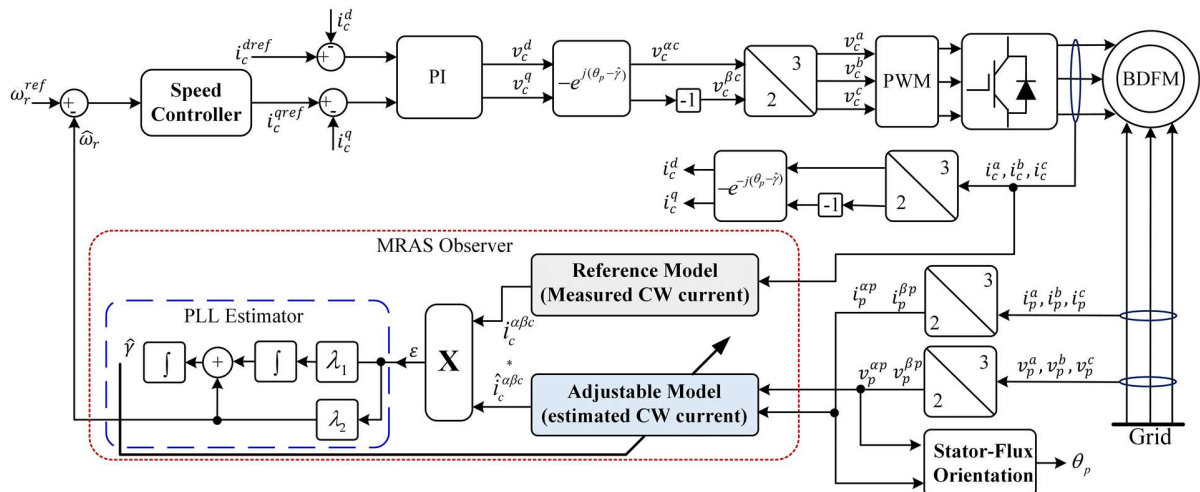 i_c^d
i_c^{dref}
ω_r^{ref}
+
-
ω̂_r
Speed
Controller
i_c^{qref}
i_c^q
PI
v_c^d
v_c^q
-e^{j(θ_p-γ̂)}
v_c^{αc}
-1
v_c^{βc}
3
2
v_c^a
v_c^b
v_c^c
PWM
BDFM
i_c^d
i_c^q
-e^{-j(θ_p-γ̂)}
-1
3
2
i_c^a, i_c^b, i_c^c
MRAS Observer
Reference Model
(Measured CW current)
i_p^{αp} i_p^{βp}
3
2
i_p^a, i_p^b, i_p^c
PLL Estimator
γ̂
∫
+
∫
λ_1
λ_2
ε
X
i_c^{αβc}
*
î_c^{αβc}
Adjustable Model
(estimated CW current)
v_p^{αp} v_p^{βp}
3
2
v_p^a, v_p^b, v_p^c
Grid
Stator-Flux
Orientation
θ_p